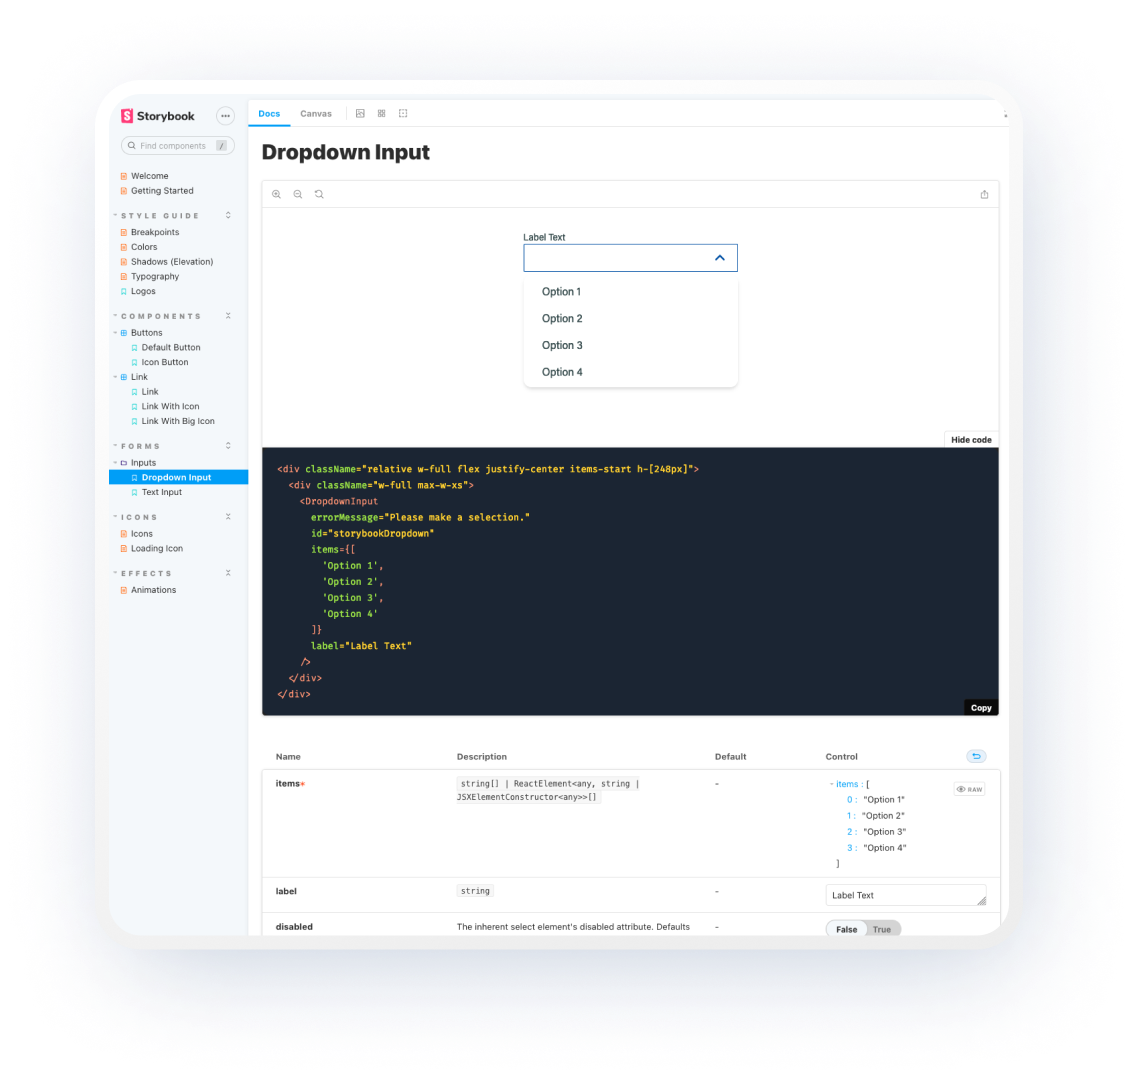 Storybook
Find components /
Welcome
Getting Started
STYLE GUIDE
Breakpoints
Colors
Shadows (Elevation)
Typography
Logos
COMPONENTS
Buttons
Default Button
Icon Button
Link
Link
Link With Icon
Link With Big Icon
FORMS
Inputs
Dropdown Input
Text Input
ICONS
Icons
Loading Icon
EFFECTS
Animations
Docs Canvas
Dropdown Input
Label Text
Option 1
Option 2
Option 3
Option 4
Hide code
<div className="relative w-full flex justify-center items-start h-[248px]">
<div className="w-full max-w-xs">
<DropdownInput
errorMessage="Please make a selection."
id="storybookDropdown"
items={[
'Option 1',
'Option 2',
'Option 3',
'Option 4'
]}
label="Label Text"
/>
</div>
</div>
Copy
Name Description Default Control
items* string[] | ReactElement<any, string | - - items : [ RAW
JSXElementConstructor<any>>[] 0 : "Option 1"
1 : "Option 2"
2 : "Option 3"
3 : "Option 4"
]
label string - Label Text
disabled The inherent select element's disabled attribute. Defaults - False True